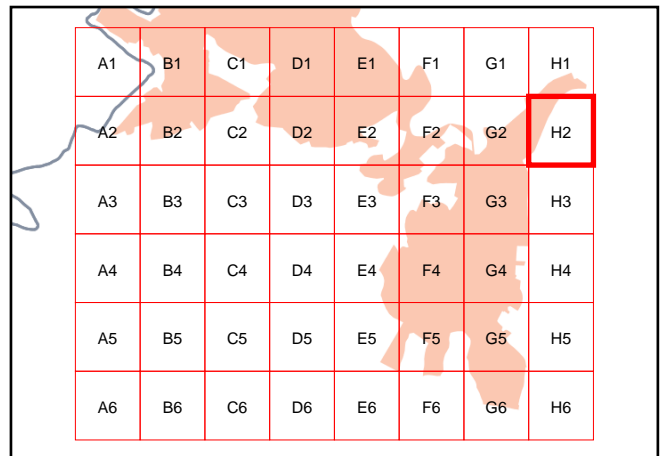 A1 B1 C1 D1 E1 F1 G1 H1
A2 B2 C2 D2 E2 F2 G2 H2
A3 B3 C3 D3 E3 F3 G3 H3
A4 B4 C4 D4 E4 F4 G4 H4
A5 B5 C5 D5 E5 F5 G5 H5
A6 B6 C6 D6 E6 F6 G6 H6